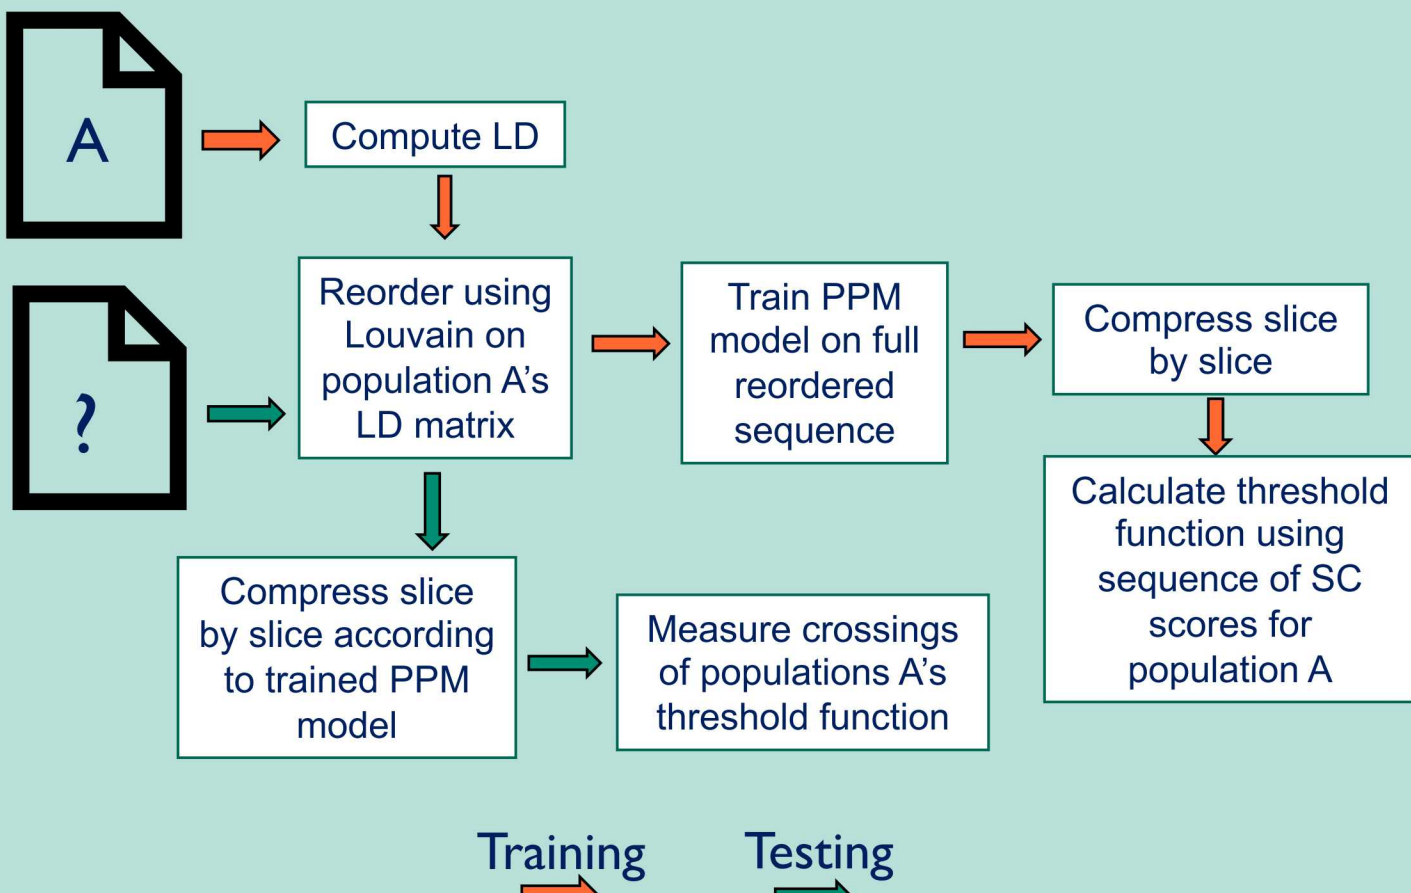 A
Compute LD
Reorder using
Louvain on
population A's
LD matrix
Train PPM
model on full
reordered
sequence
Compress slice
by slice
?
Calculate threshold
function using
sequence of SC
scores for
population A
Compress slice
by slice according
to trained PPM
model
Measure crossings
of populations A's
threshold function
Training
Testing